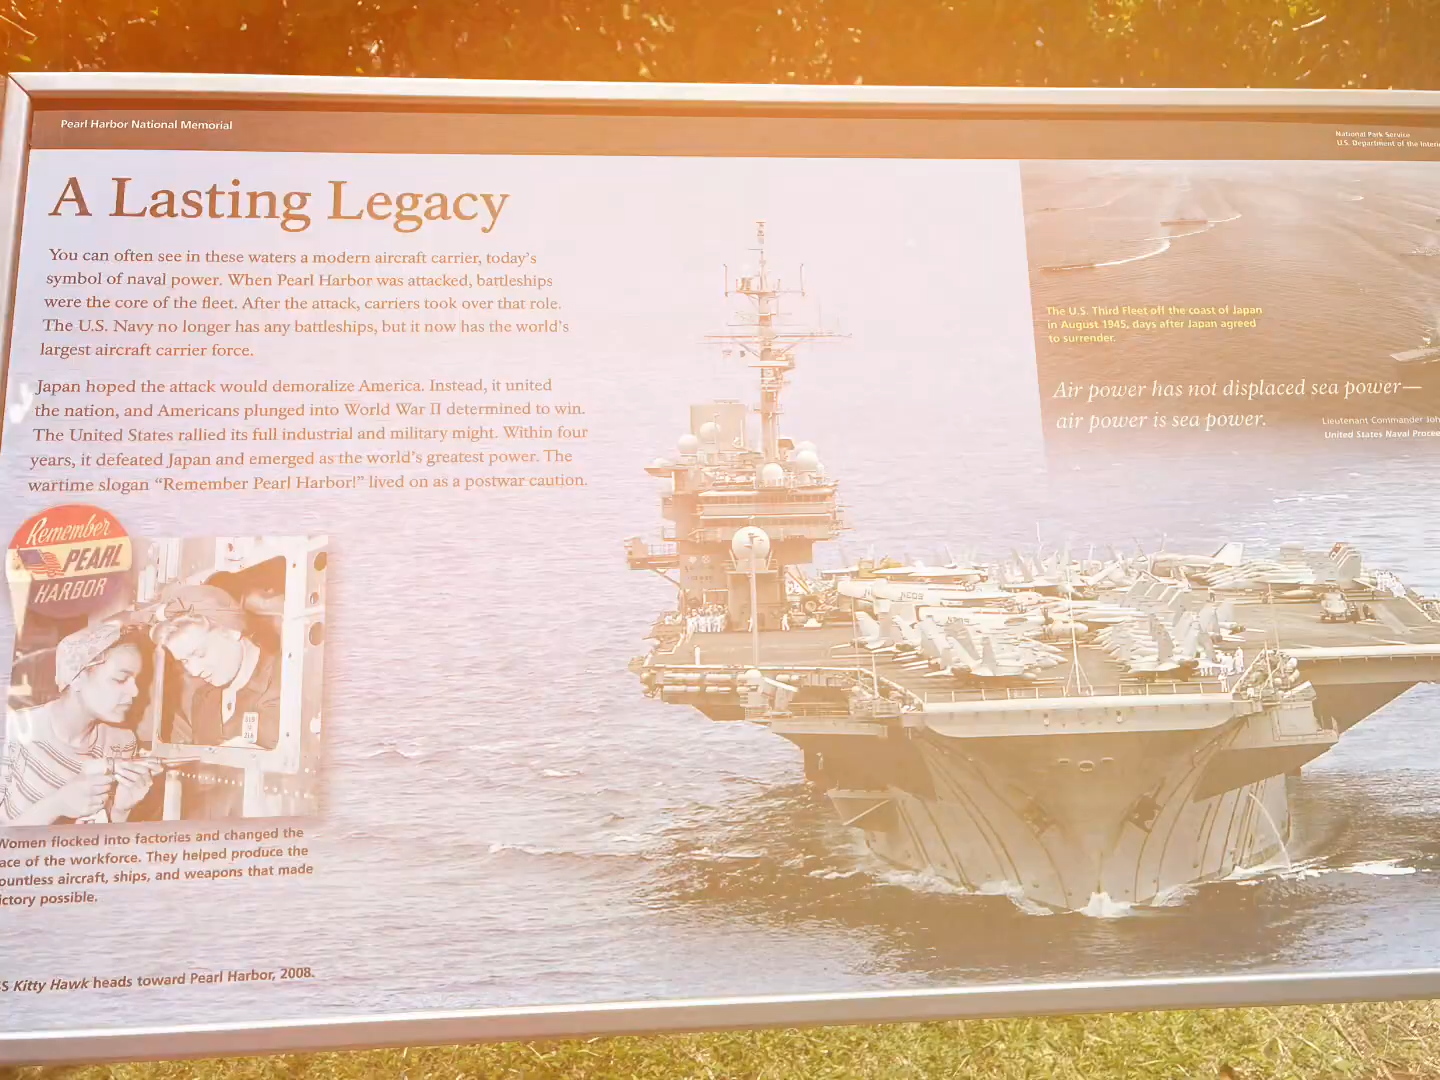 Pearl Harbor National Memorial
National Park Service
U.S. Department of the
A Lasting Legacy
You can often see in these waters a modern aircraft carrier, today's
symbol of naval power. When Pearl Harbor was attacked, battleships
were the core of the fleet. After the attack, carriers took over that role.
The U.S. Navy no longer has any battleships, but it now has the world's
largest aircraft carrier force.
Japan hoped the attack would demoralize America. Instead, it united
the nation, and Americans plunged into World War II determined to win.
The United States rallied its full industrial and military might. Within four
years, it defeated Japan and emerged as the world's greatest power. The
wartime slogan “Remember Pearl Harbor!” lived on as a postwar caution.
The U.S. Third Fleet off the coast of Japan
in August 1945, days after Japan agreed
to surrender.
Air power has not displaced sea power—
air power is sea power.
Lieutenant Commander
United States Naval
Remember
PEARL
HARBOR
Women flocked into factories and changed the
of the workforce. They helped produce the
aircraft, ships, and weapons that made
possible.
Kitty Hawk heads toward Pearl Harbor, 2008.